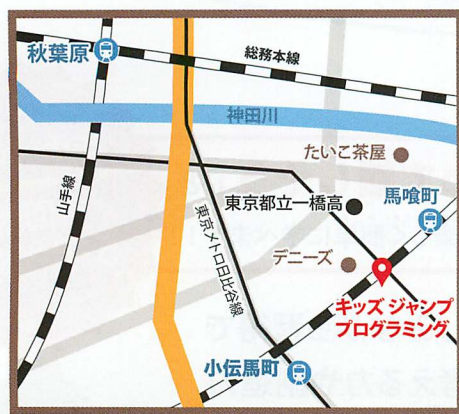 秋葉原
総務本線
神田川
たいこ茶屋
馬喰町
山手線
東京都立一橋高
東京メトロ日比谷線
デニーズ
キッズ ジャンプ
プログラミング
小伝馬町